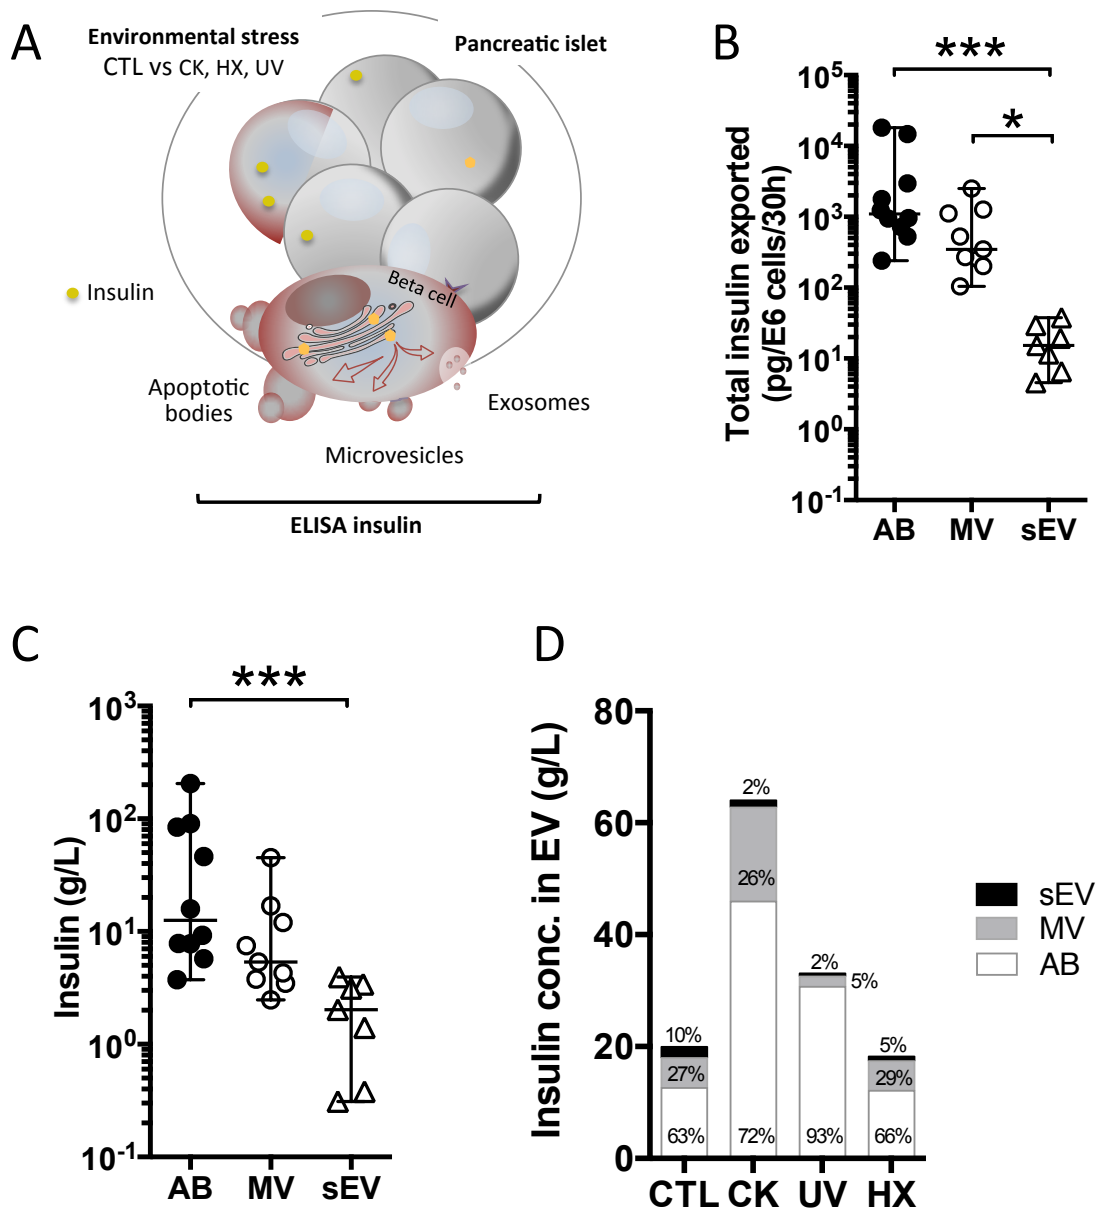 A
Environmental stress
CTL vs CK, HX, UV
Pancreatic islet
Insulin
Beta cell
Apoptotic
bodies
Exosomes
Microvesicles
ELISA insulin
B
***
*
Total insulin exported
(pg/E6 cells/30h)
10^5
10^4
10^3
10^2
10^1
10^0
10^-1
AB MV sEV
C
***
Insulin (g/L)
10^3
10^2
10^1
10^0
10^-1
AB MV sEV
D
Insulin conc. in EV (g/L)
80
60
40
20
0
10%
27%
63%
2%
26%
72%
2%
5%
93%
5%
29%
66%
CTL CK UV HX
sEV
MV
AB